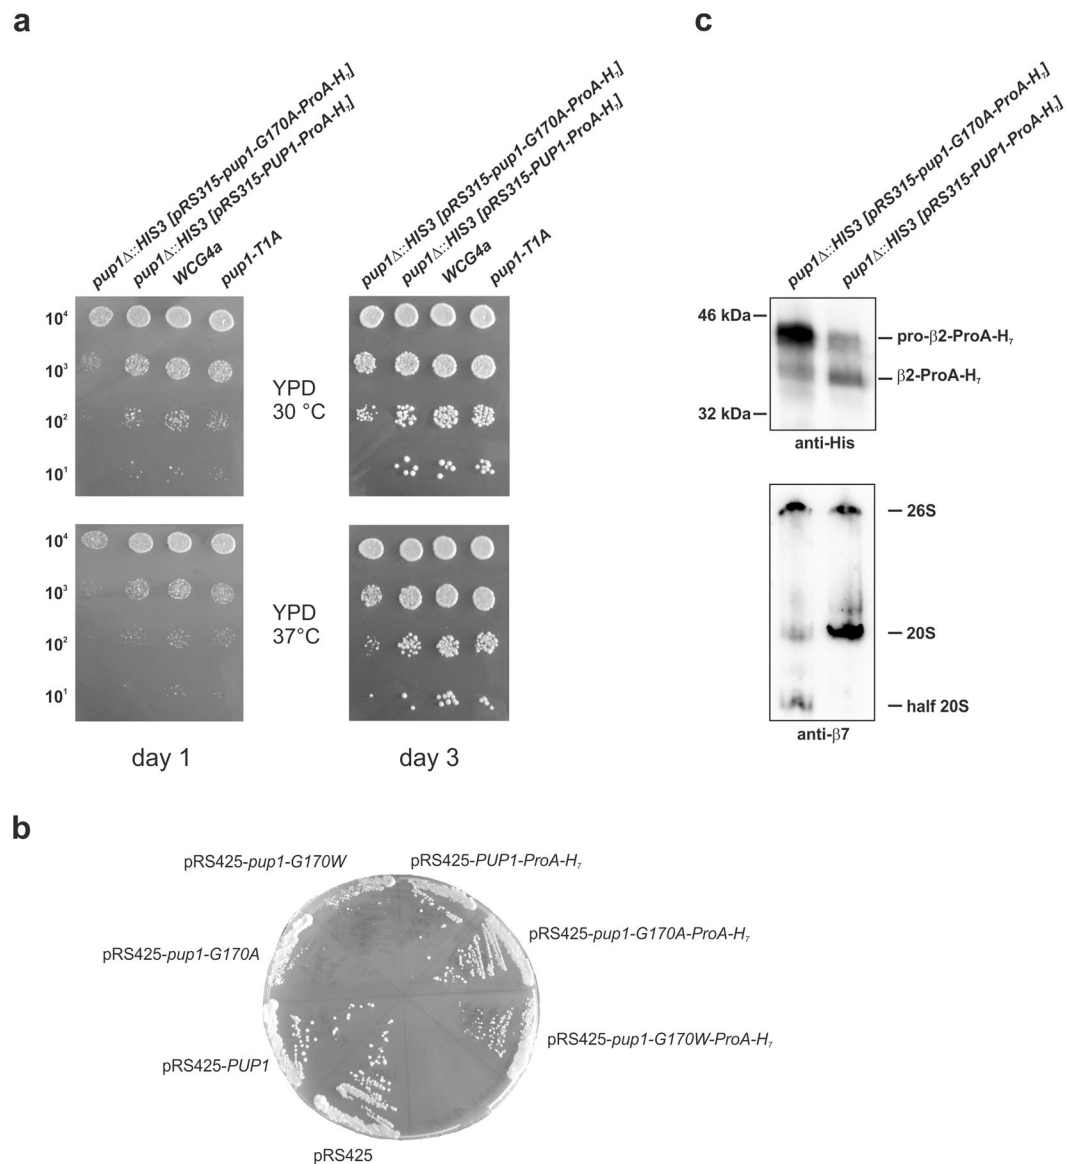 a
pup1Δ::HIS3 [pRS315-pup1-G170A-ProA-H₇]
pup1Δ::HIS3 [pRS315-PUP1-ProA-H₇]
WCG4a
pup1-T1A
pup1Δ::HIS3 [pRS315-pup1-G170A-ProA-H₇]
pup1Δ::HIS3 [pRS315-PUP1-ProA-H₇]
WCG4a
pup1-T1A
10⁴
10³
10²
10¹
YPD
30 °C
10⁴
10³
10²
10¹
YPD
37°C
day 1
day 3
c
pup1Δ::HIS3 [pRS315-pup1-G170A-ProA-H₇]
pup1Δ::HIS3 [pRS315-PUP1-ProA-H₇]
46 kDa
32 kDa
pro-β2-ProA-H₇
β2-ProA-H₇
anti-His
26S
20S
half 20S
anti-β7
b
pRS425-pup1-G170W
pRS425-PUP1-ProA-H₇
pRS425-pup1-G170A
pRS425-pup1-G170A-ProA-H₇
pRS425-PUP1
pRS425-pup1-G170W-ProA-H₇
pRS425